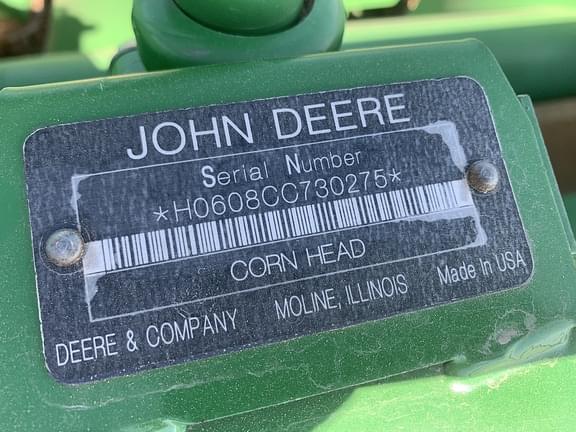 JOHN DEERE
Serial Number
*H0608CC730275*
CORN HEAD
DEERE & COMPANY MOLINE, ILLINOIS Made In USA